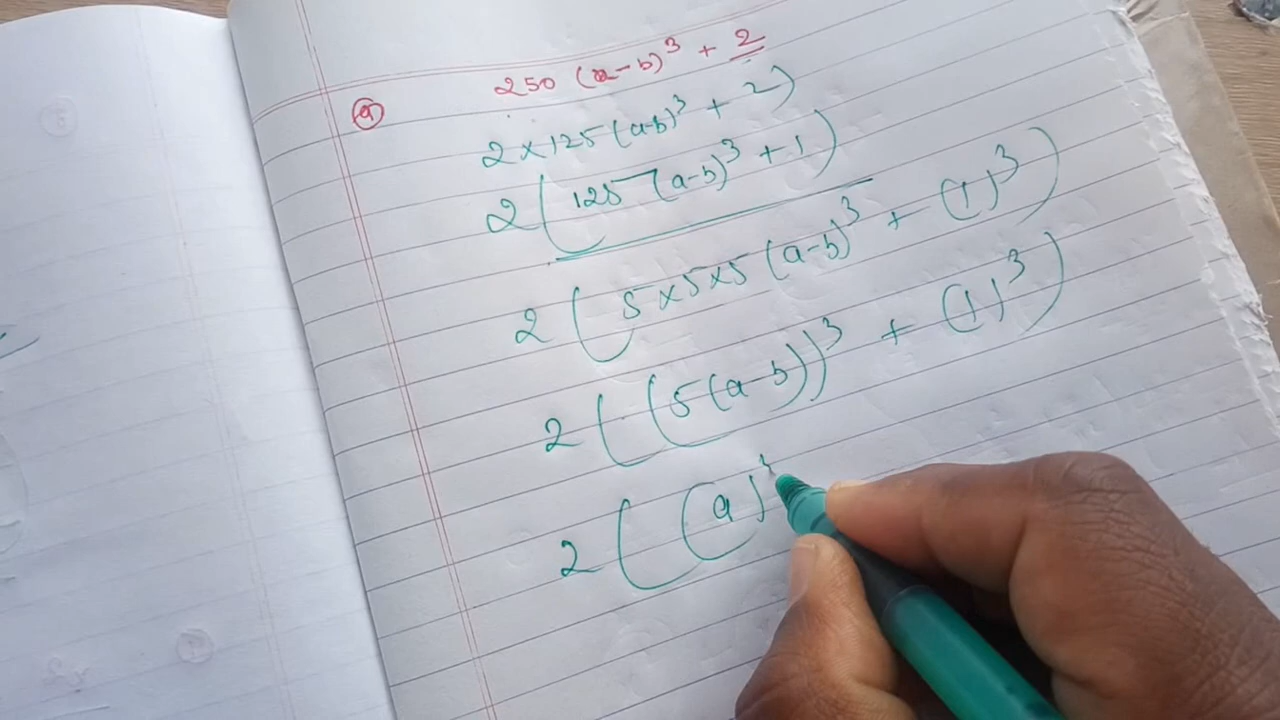 250 (a-b)³ + 2
(a)
2×125(a-b)³ + 2)
2(125(a-b)³ + 1)
2(5×5×5(a-b)³ + (1)³)
2((5(a-b))³ + (1)³)
2((a)³